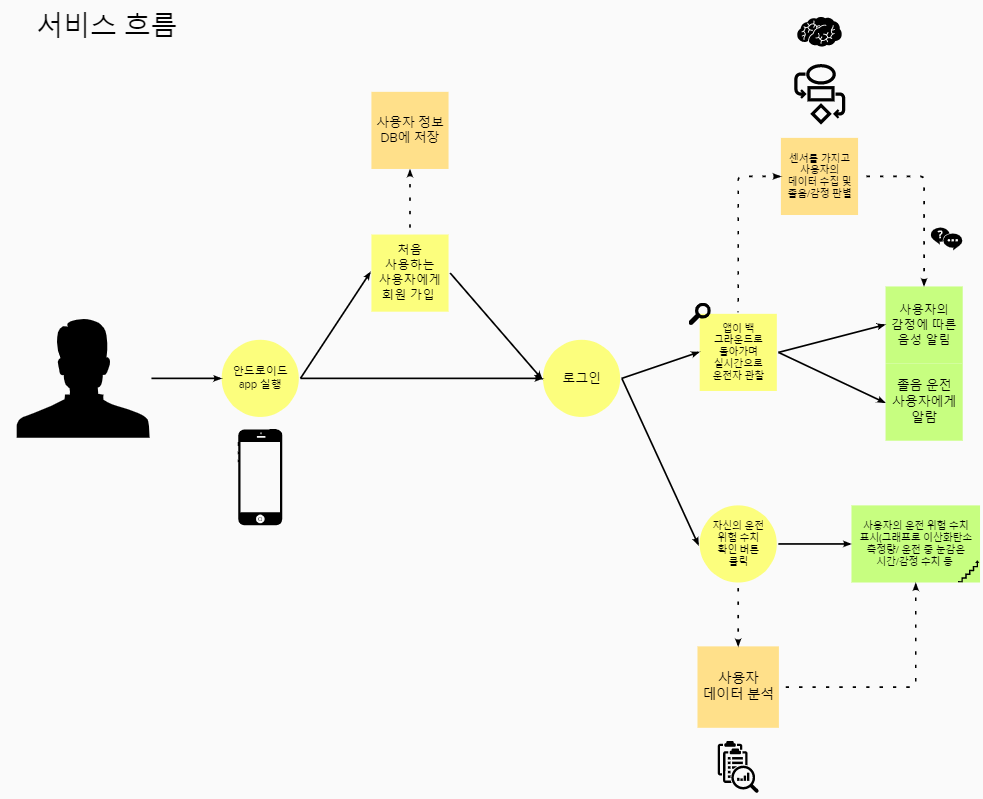 서비스 흐름
사용자 정보
DB에 저장
처음
사용하는
사용자에게
회원 가입
안드로이드
app 실행
로그인
센서를 가지고
사용자의
데이터 수집 및
졸음/감정 판별
앱이 백
그라운드로
돌아가며
실시간으로
운전자 관찰
사용자의
감정에 따른
음성 알림
졸음 운전
사용자에게
알람
자신의 운전
위험 수치
확인 버튼
클릭
사용자의 운전 위험 수치
표시(그래프로 이산화탄소
측정량/ 운전 중 눈감은
시간/감정 수치 등
사용자
데이터 분석